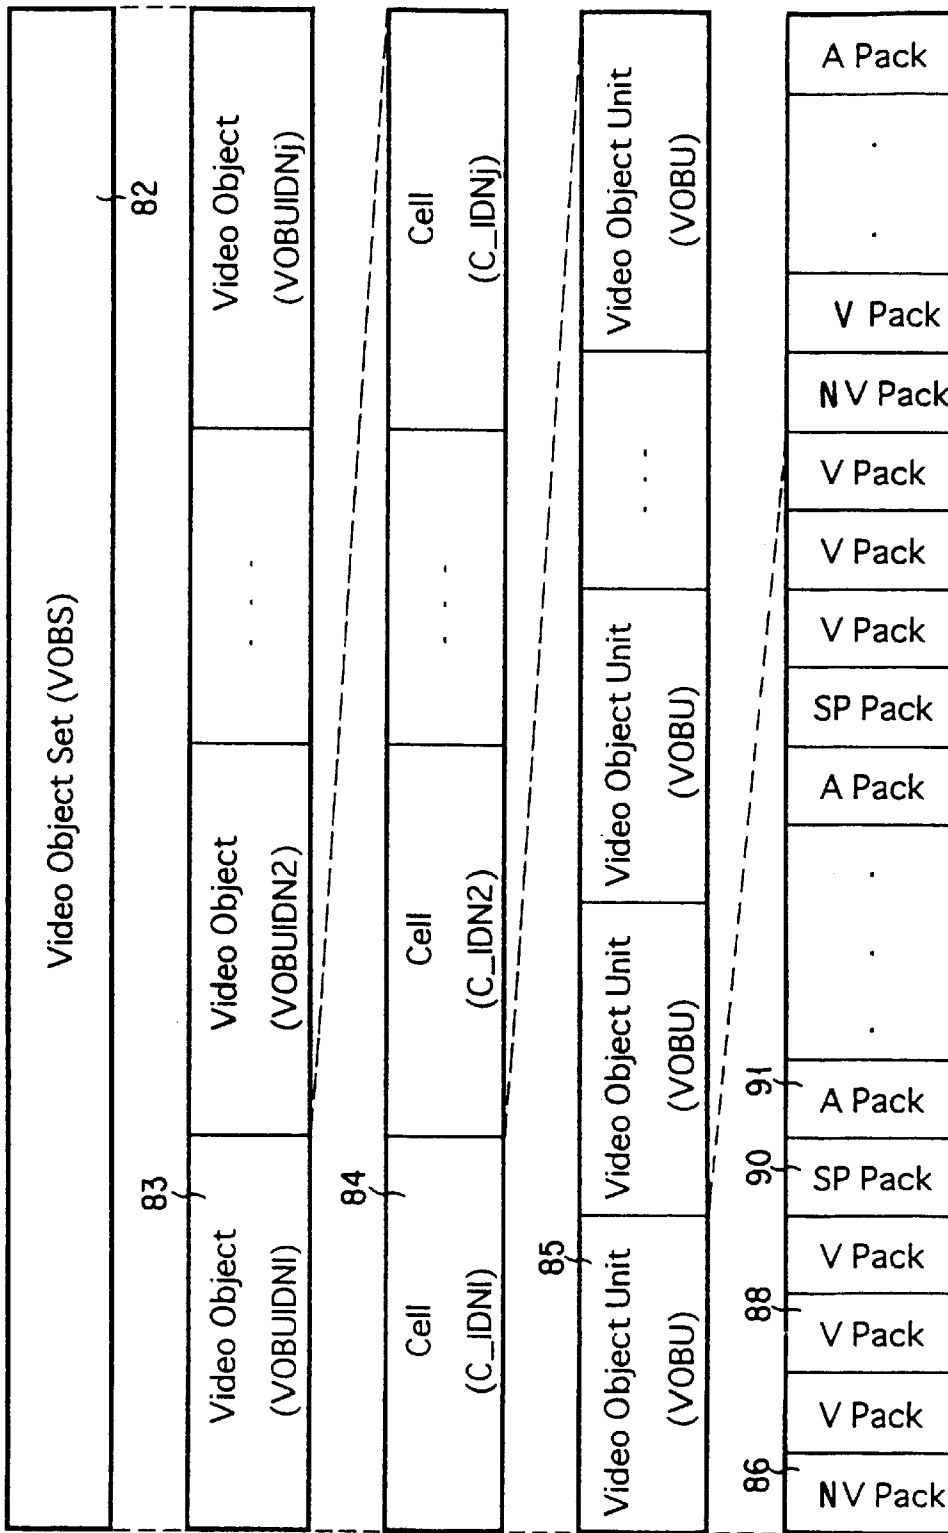 Video Object Set (VOBS)
82
83
Video Object
(VOBUIDNI)
Video Object
(VOBUIDN2)
. . .
Video Object
(VOBUIDNj)
84
Cell
(C_IDNI)
Cell
(C_IDN2)
. . .
Cell
(C_IDNj)
85
Video Object Unit
(VOBU)
Video Object Unit
(VOBU)
Video Object Unit
(VOBU)
. . .
Video Object Unit
(VOBU)
86
88
90
91
NV Pack
V Pack
V Pack
V Pack
SP Pack
A Pack
. . .
A Pack
SP Pack
V Pack
V Pack
V Pack
NV Pack
V Pack
. .
A Pack